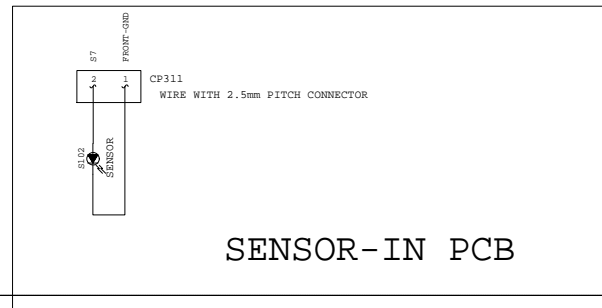 S7
FRONT-GND
2 1
CP311
WIRE WITH 2.5mm PITCH CONNECTOR
S102
SENSOR
SENSOR-IN PCB